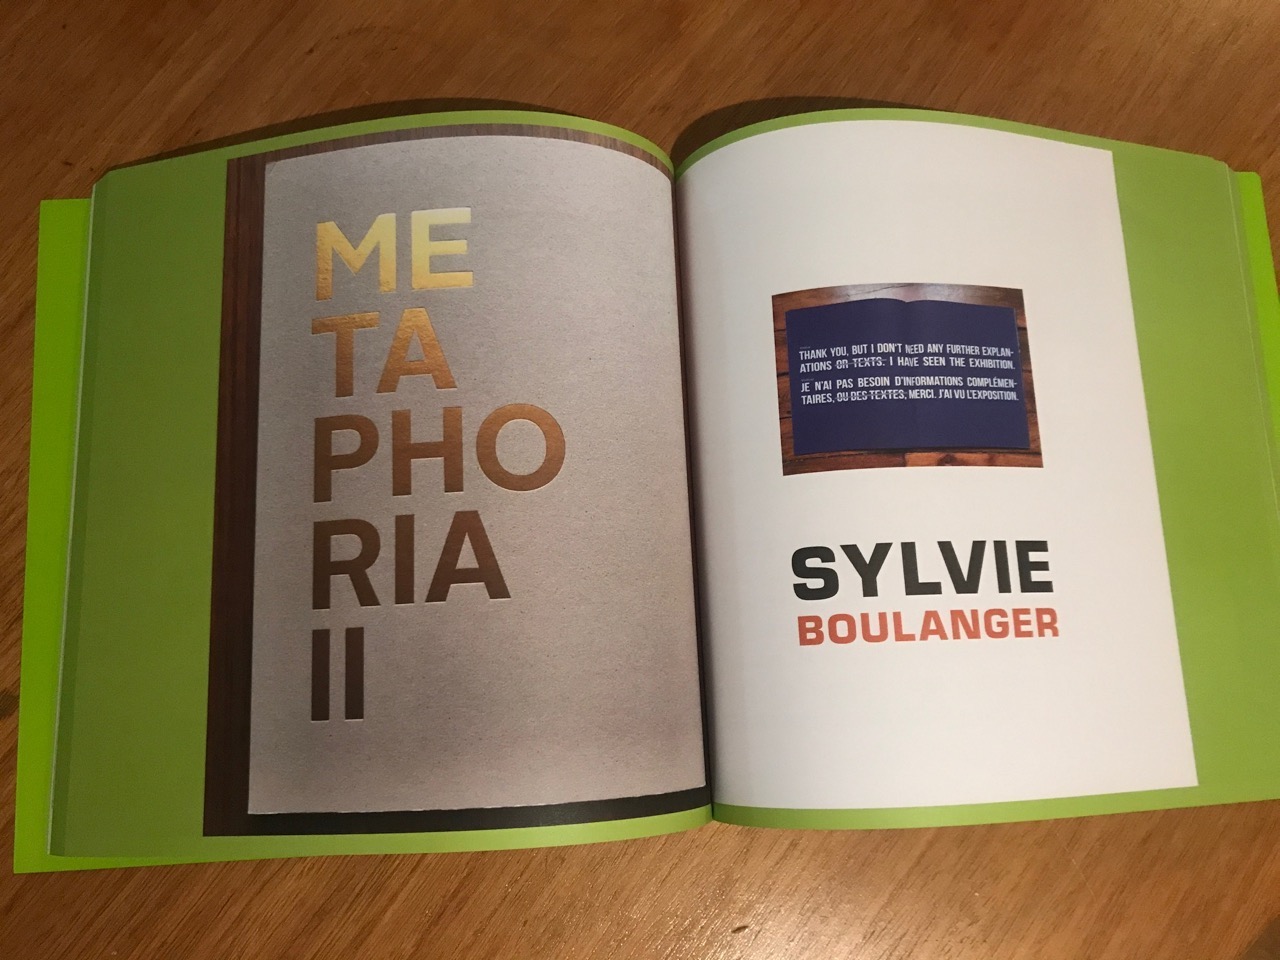 ME
TA
PHO
RIA
II
THANK YOU, BUT I DON'T NEED ANY FURTHER EXPLAN-
ATIONS OR TEXTS. I HAVE SEEN THE EXHIBITION.
JE N'AI PAS BESOIN D'INFORMATIONS COMPLÉMEN-
TAIRES, OU DES TEXTES, MERCI. J'AI VU L'EXPOSITION.
SYLVIE
BOULANGER